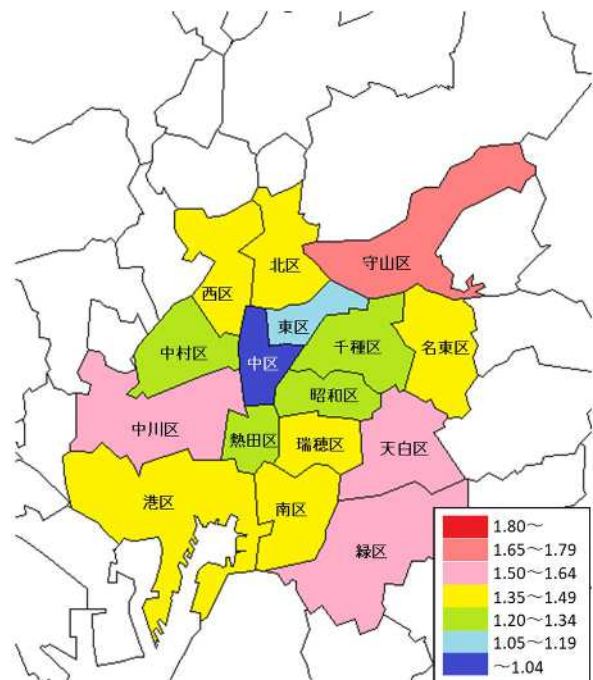 北区
守山区
西区
東区
中村区
千種区
名東区
中区
昭和区
中川区
熱田区
瑞穂区
天白区
港区
南区
緑区
1.80～
1.65～1.79
1.50～1.64
1.35～1.49
1.20～1.34
1.05～1.19
～1.04